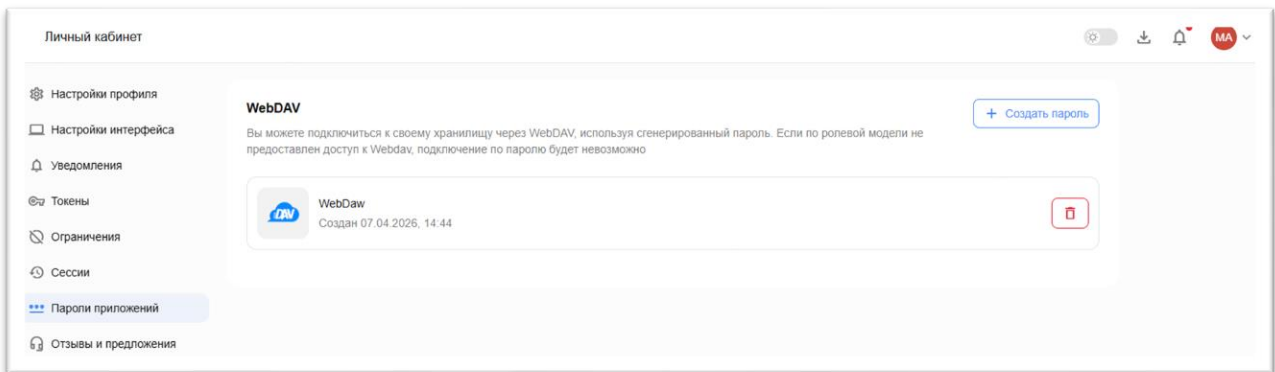 Личный кабинет
MA
Настройки профиля
Настройки интерфейса
Уведомления
Токены
Ограничения
Сессии
Пароли приложений
Отзывы и предложения
WebDAV
+ Создать пароль
Вы можете подключиться к своему хранилищу через WebDAV, используя сгенерированный пароль. Если по ролевой модели не
предоставлен доступ к Webdav, подключение по паролю будет невозможно
DAV
WebDaw
Создан 07.04.2026, 14:44